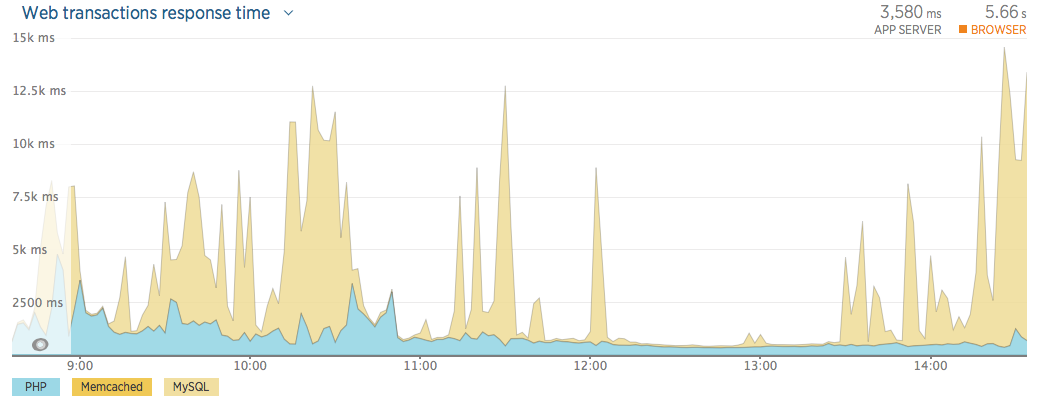 Web transactions response time
3,580 ms 5.66 s
APP SERVER BROWSER
15k ms
12.5k ms
10k ms
7.5k ms
5k ms
2500 ms
9:00 10:00 11:00 12:00 13:00 14:00
PHP Memcached MySQL